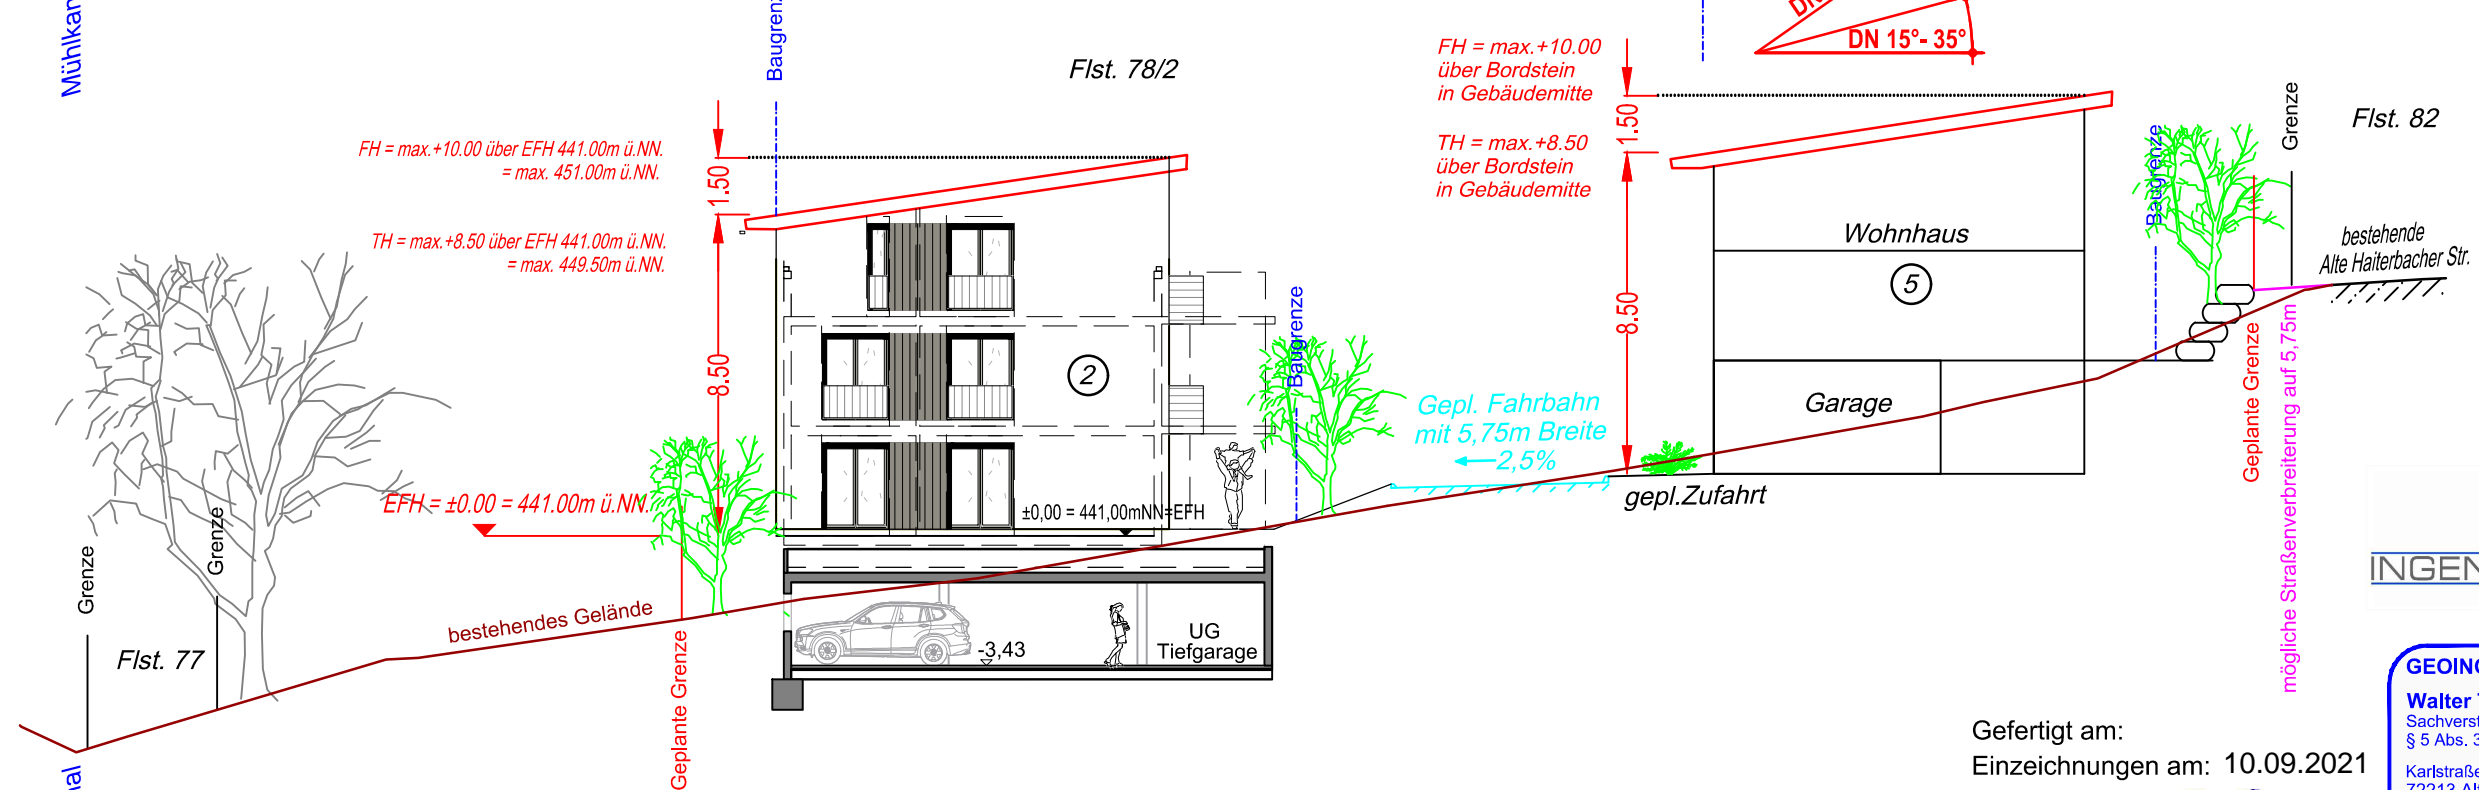 Baugrenze
Flst. 78/2
FH = max.+10.00
über Bordstein
in Gebäudemitte
DN 15°- 35°
1.50
TH = max.+8.50
über Bordstein
in Gebäudemitte
Grenze
Flst. 82
FH = max.+10.00 über EFH 441.00m ü.NN.
= max. 451.00m ü.NN.
1.50
TH = max.+8.50 über EFH 441.00m ü.NN.
= max. 449.50m ü.NN.
Wohnhaus
5
Baugrenze
bestehende
Alte Haiterbacher Str.
8.50
8.50
2
Baugrenze
Gepl. Fahrbahn
mit 5,75m Breite
2,5%
Garage
gepl.Zufahrt
Geplante Grenze
mögliche Straßenverbreiterung auf 5,75m
EFH = ±0.00 = 441.00m ü.NN.
±0,00 = 441,00mNN=EFH
Grenze
Grenze
bestehendes Gelände
Flst. 77
Geplante Grenze
-3,43
UG
Tiefgarage
Gefertigt am:
Einzeichnungen am: 10.09.2021
Walter
§ 5 Abs. 3